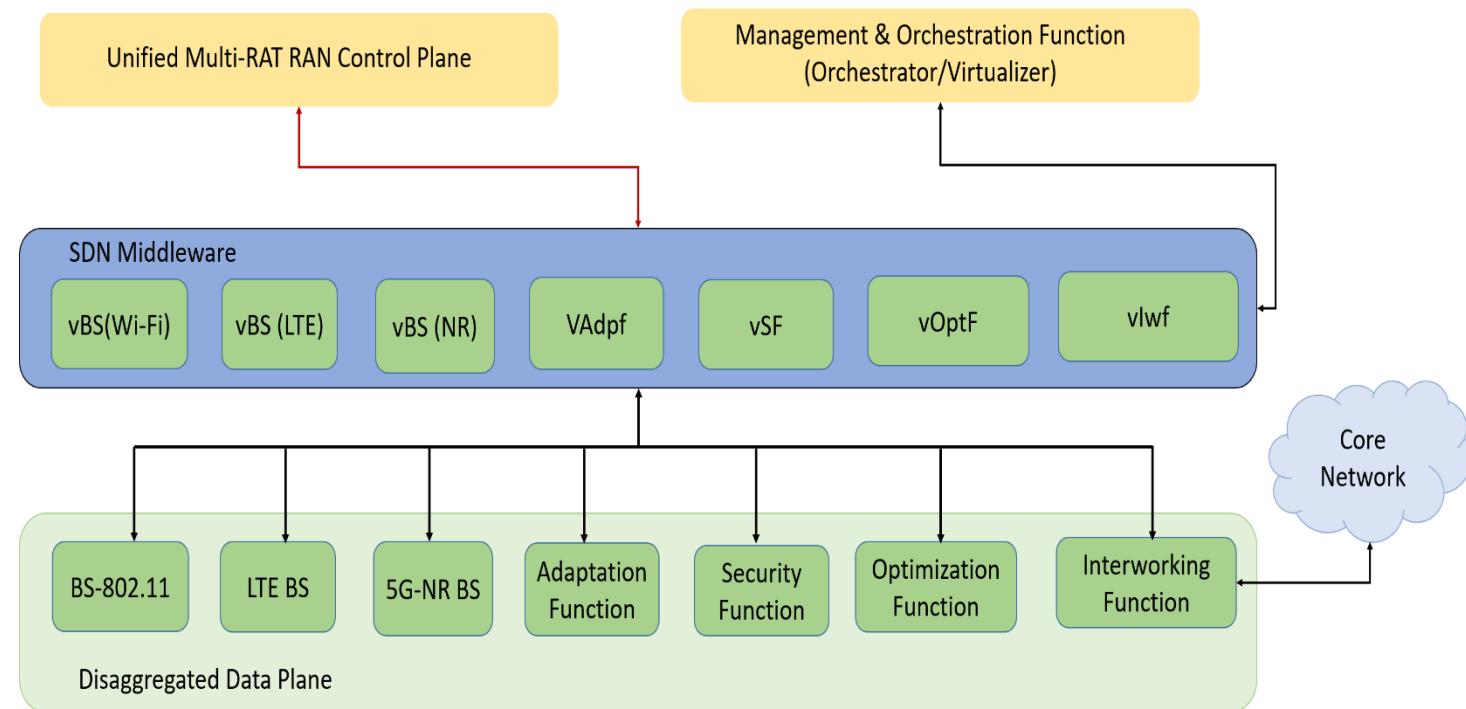 Unified Multi-RAT RAN Control Plane
Management & Orchestration Function
(Orchestrator/Virtualizer)
SDN Middleware
vBS(Wi-Fi)
vBS (LTE)
vBS (NR)
VAdpf
vSF
vOptF
vIwf
Core
Network
BS-802.11
LTE BS
5G-NR BS
Adaptation
Function
Security
Function
Optimization
Function
Interworking
Function
Disaggregated Data Plane